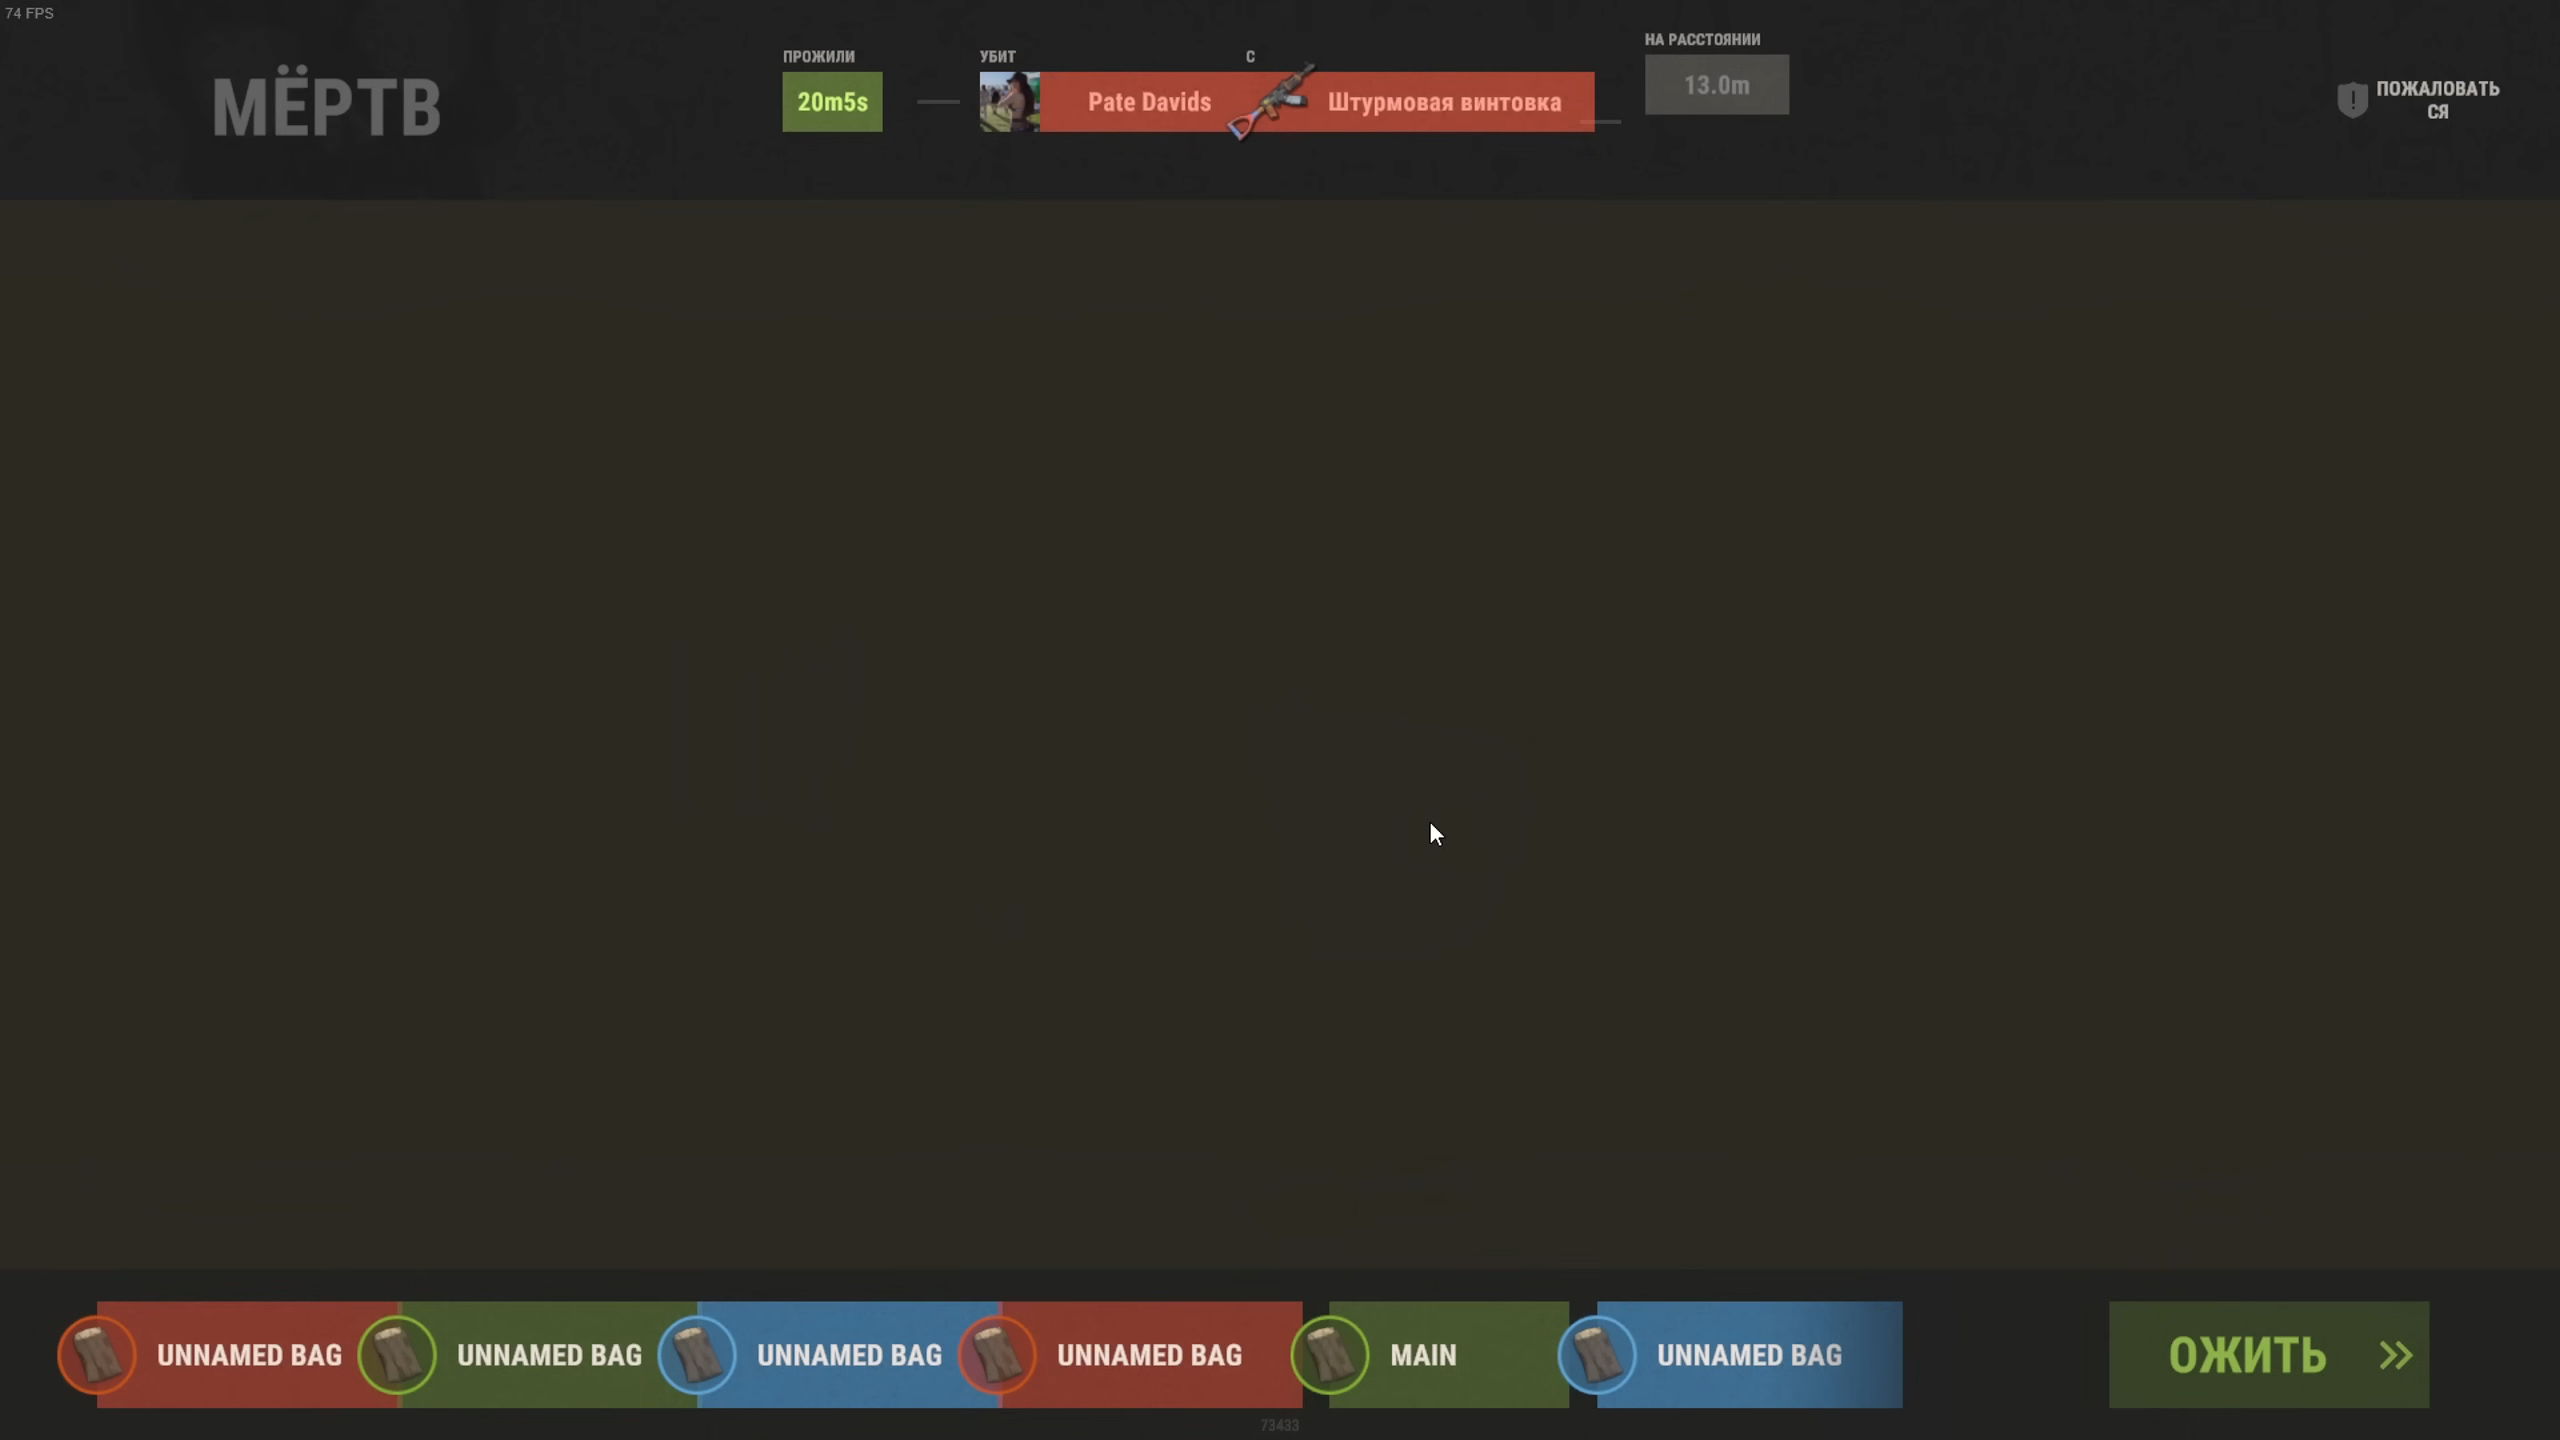 74 FPS
МЁРТВ
ПРОЖИЛИ
20m5s
УБИТ
Pate Davids
С
Штурмовая винтовка
НА РАССТОЯНИИ
13.0m
ПОЖАЛОВАТЬ
СЯ
UNNAMED BAG
UNNAMED BAG
UNNAMED BAG
UNNAMED BAG
MAIN
UNNAMED BAG
ОЖИТЬ
73433